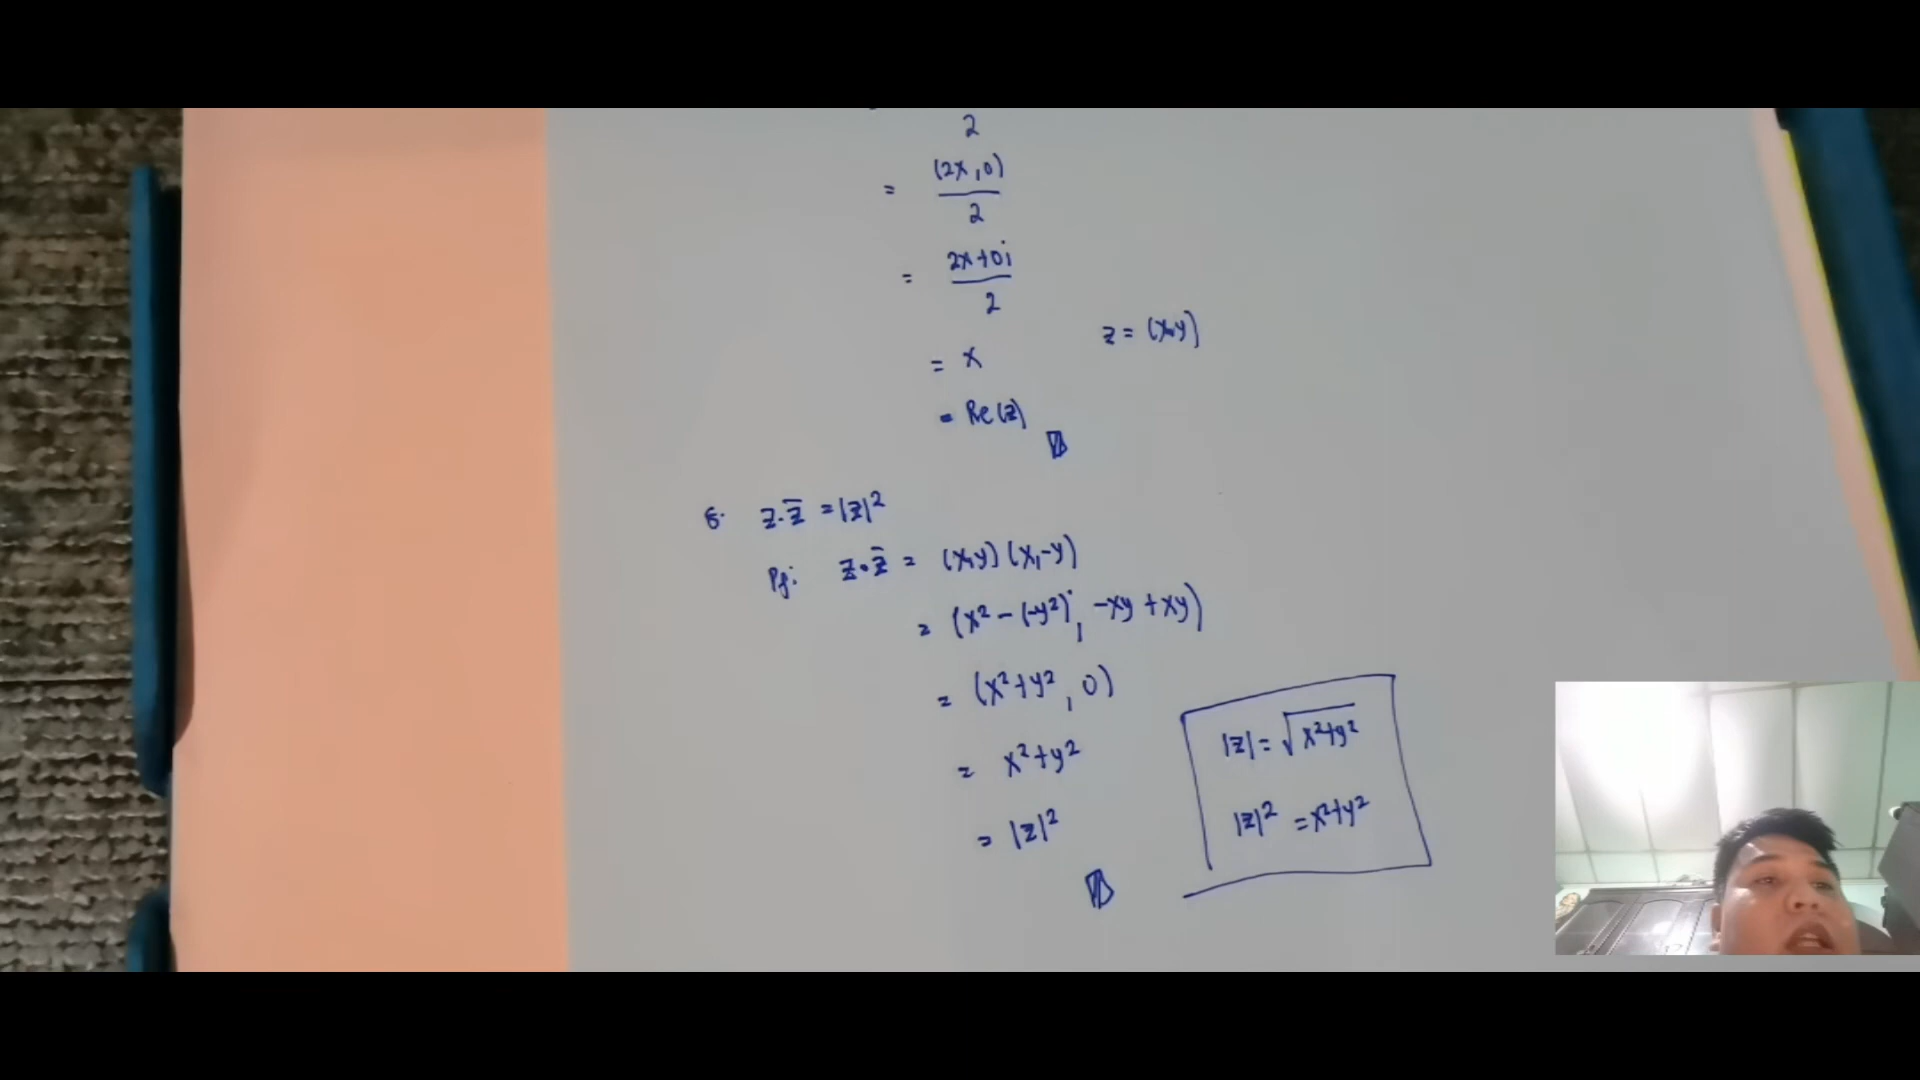 2
= (2x,0)
2
= 2x+0i
2
z = (x,y)
= x
= Re(z)
8. z·z̄ = |z|²
Pf: z·z̄ = (x,y)(x,-y)
= (x²-(-y²), -xy+xy)
= (x²+y², 0)
= x²+y²
= |z|²
|z| = √x²+y²
|z|² = x²+y²